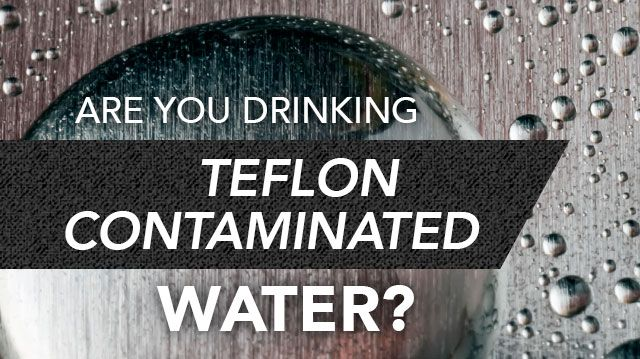 ARE YOU DRINKING
TEFLON
CONTAMINATED
WATER?